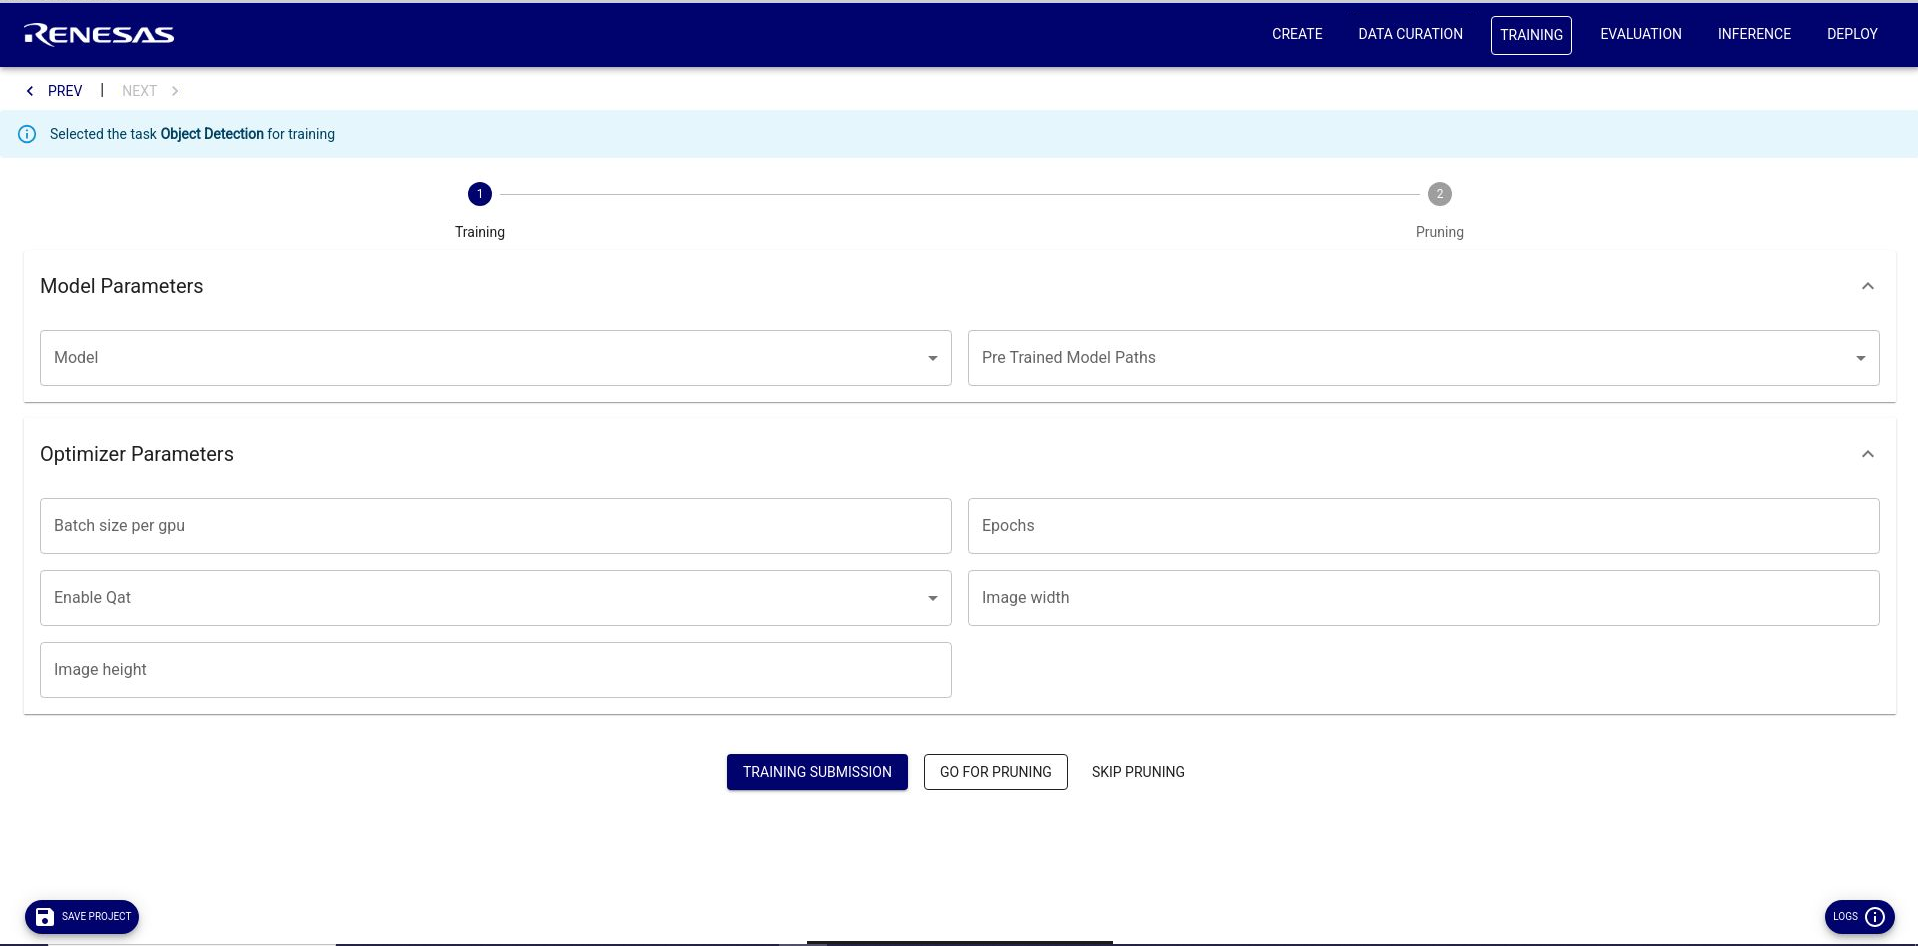 RENESAS
CREATE
DATA CURATION
TRAINING
EVALUATION
INFERENCE
DEPLOY
PREV | NEXT
Selected the task Object Detection for training
1
2
Training
Pruning
Model Parameters
Model
Pre Trained Model Paths
Optimizer Parameters
Batch size per gpu
Epochs
Enable Qat
Image width
Image height
TRAINING SUBMISSION
GO FOR PRUNING
SKIP PRUNING
SAVE PROJECT
LOGS